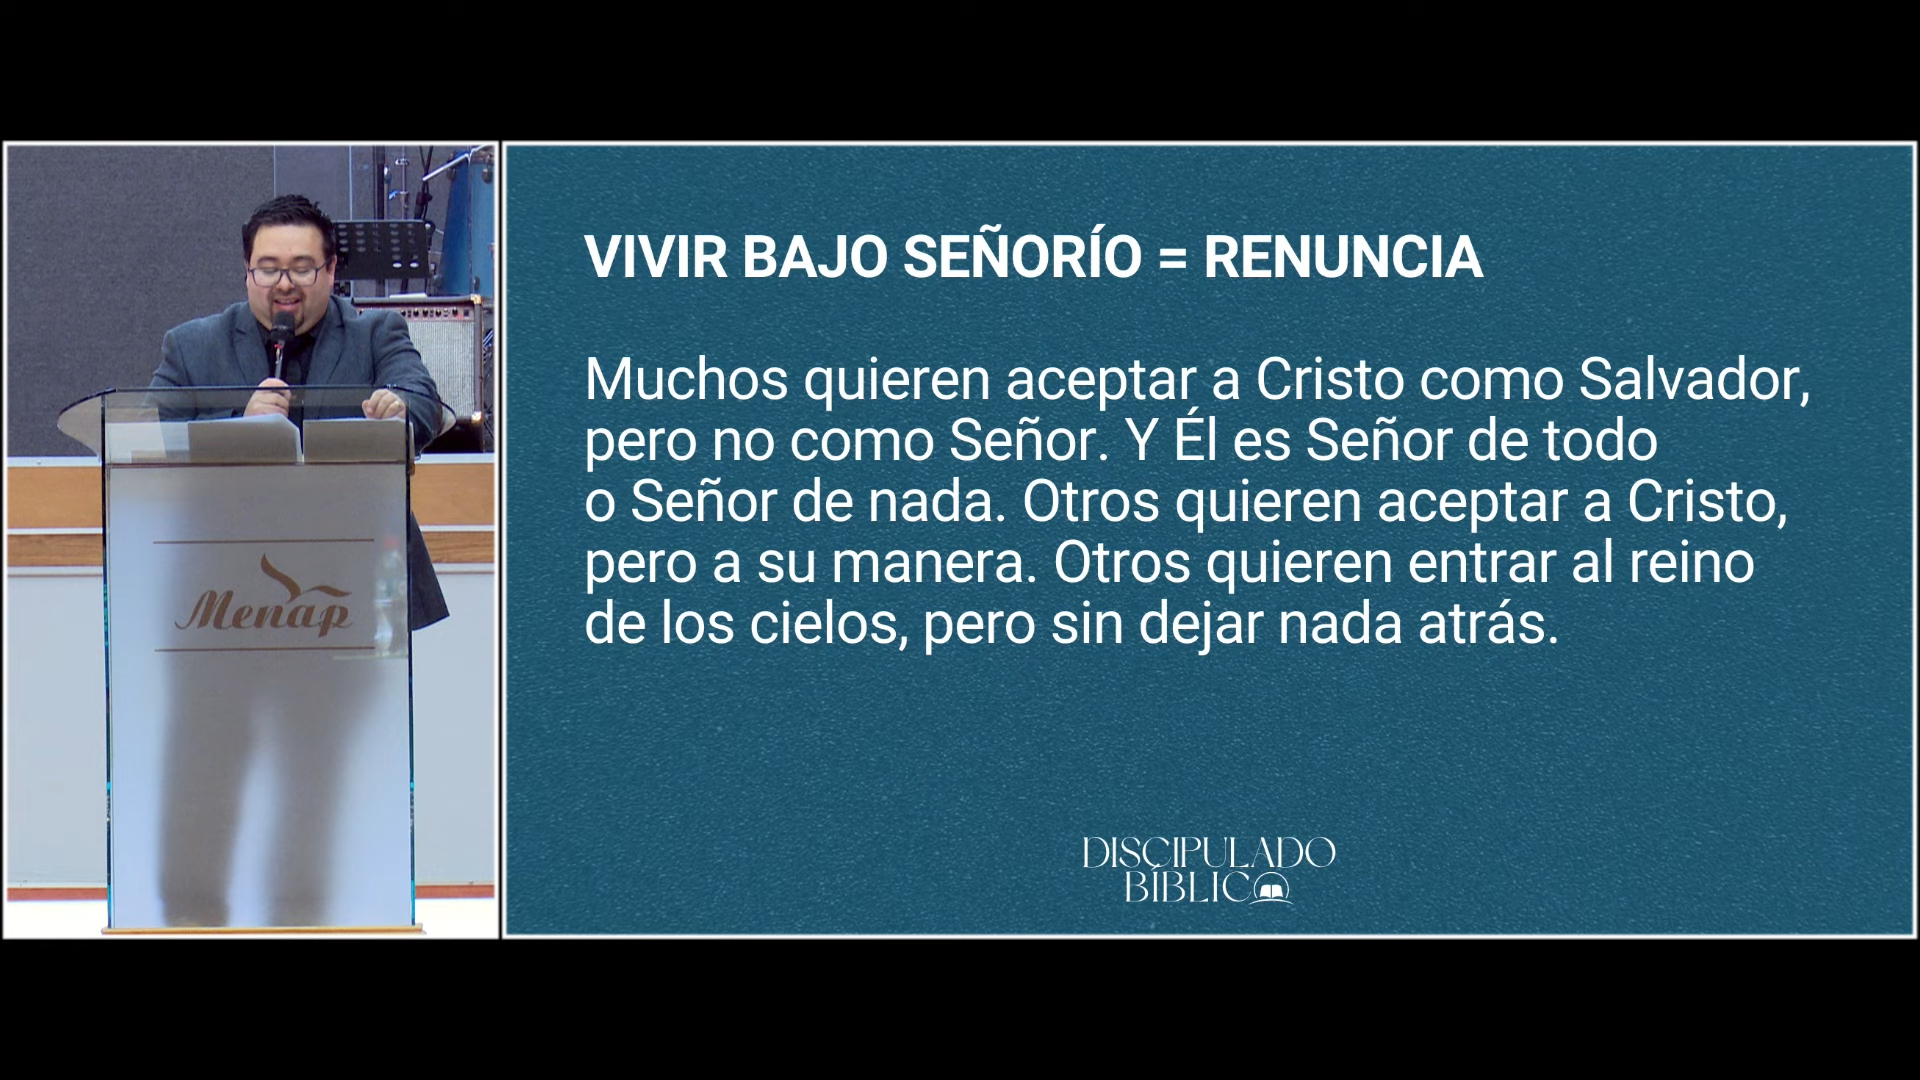 Menap
VIVIR BAJO SEÑORÍO = RENUNCIA
Muchos quieren aceptar a Cristo como Salvador,
pero no como Señor. Y Él es Señor de todo
o Señor de nada. Otros quieren aceptar a Cristo,
pero a su manera. Otros quieren entrar al reino
de los cielos, pero sin dejar nada atrás.
DISCIPULADO
BÍBLICO